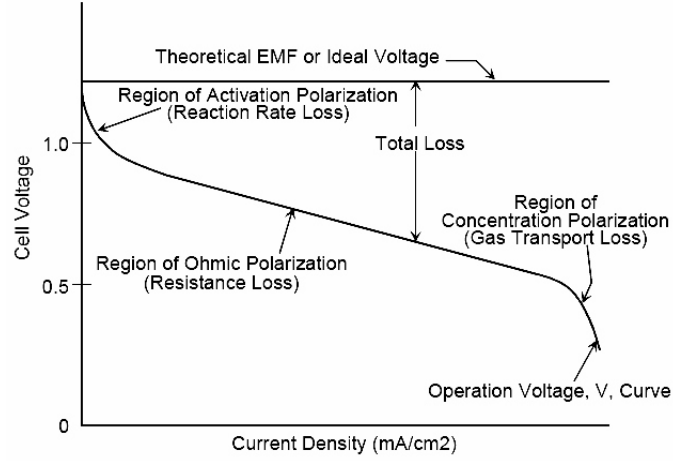 Theoretical EMF or Ideal Voltage
Region of Activation Polarization
(Reaction Rate Loss)
1.0
Total Loss
Cell Voltage
Region of
Concentration Polarization
(Gas Transport Loss)
Region of Ohmic Polarization
(Resistance Loss)
0.5
Operation Voltage, V, Curve
0
Current Density (mA/cm2)